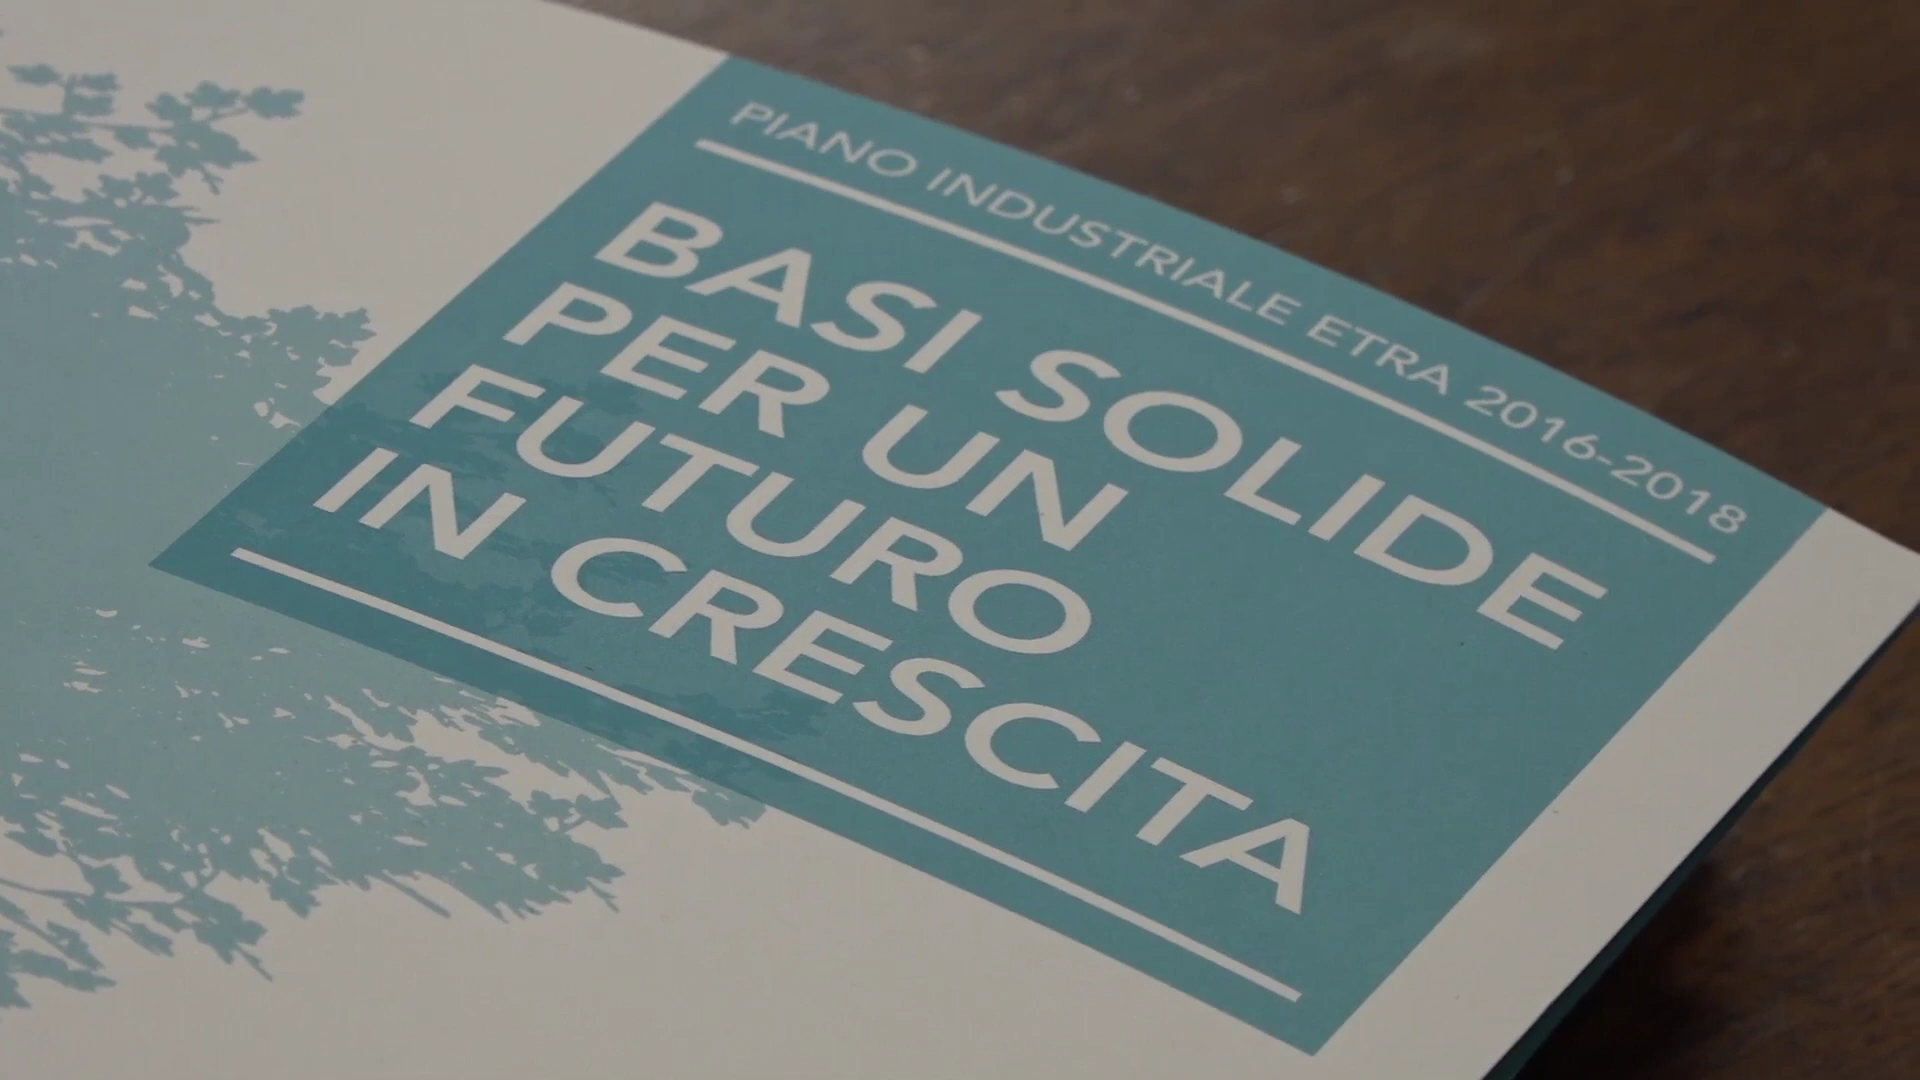 PIANO INDUSTRIALE ETRA 2016-2018
BASI SOLIDE
PER UN
FUTURO
IN CRESCITA